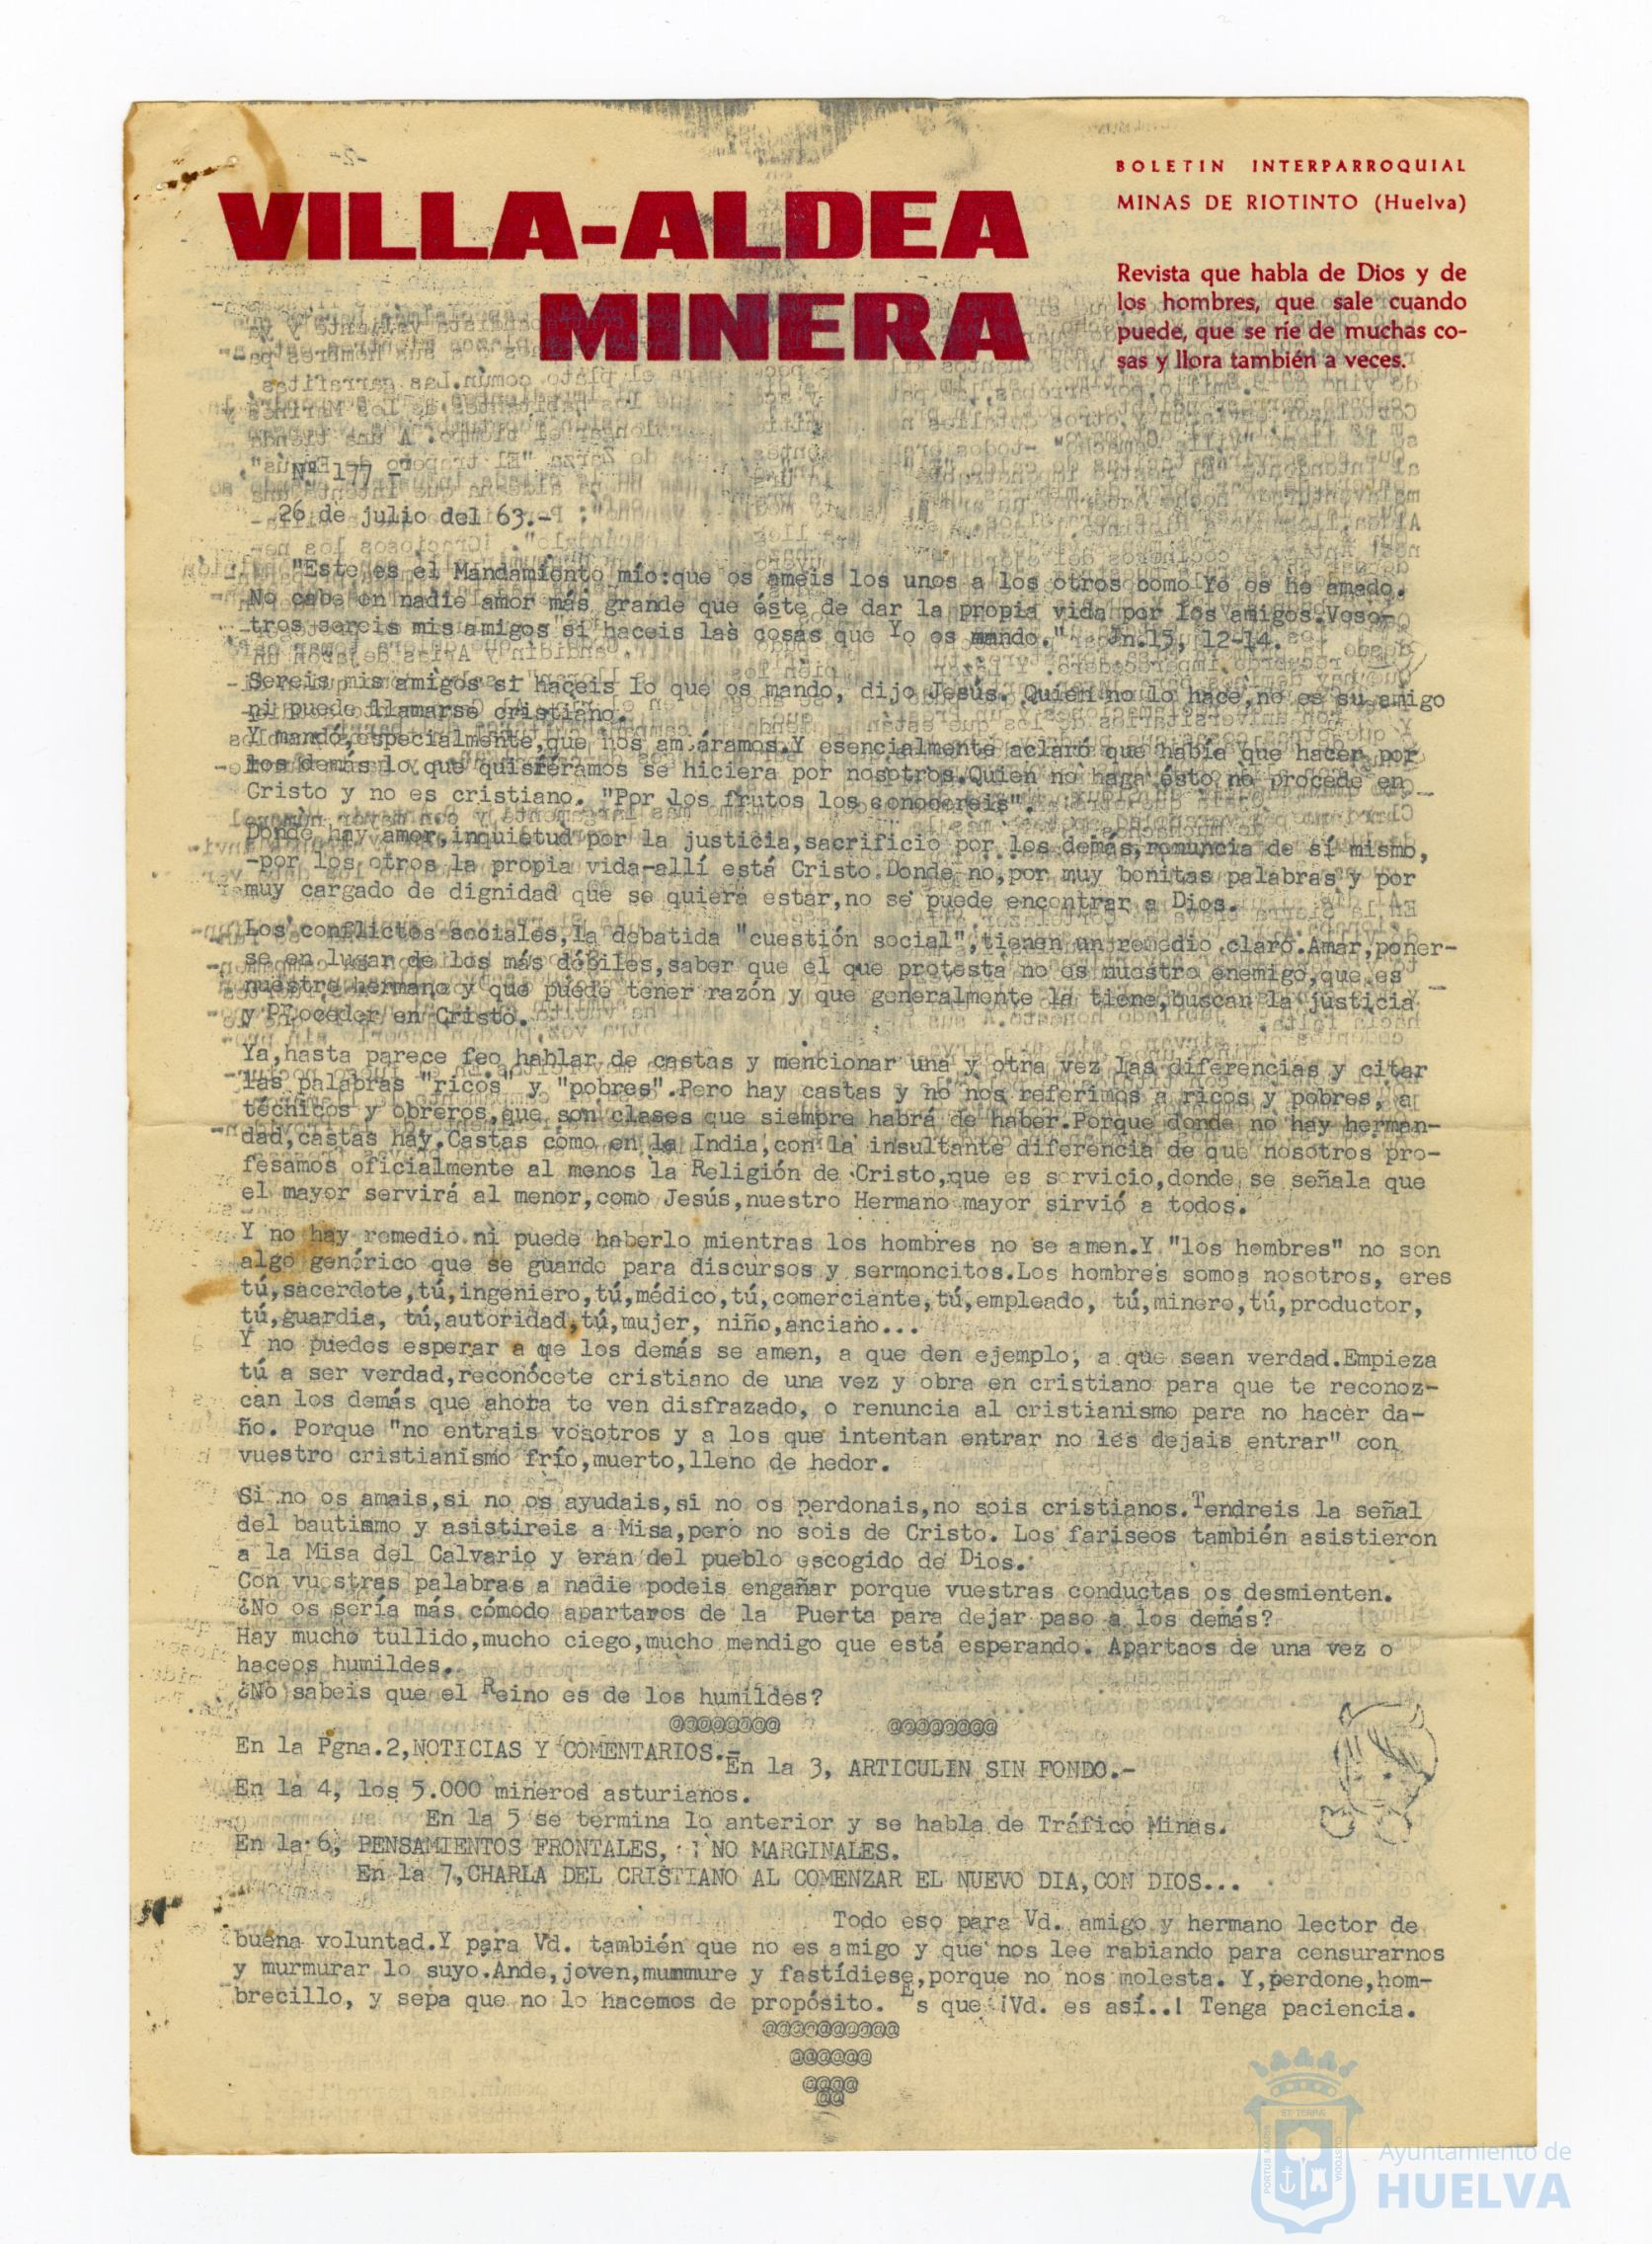 BOLETIN INTERPARROQUIAL
MINAS DE RIOTINTO (Huelva)
VILLA-ALDEA
MINERA
Revista que habla de Dios y de
los hombres, que sale cuando
puede, que se rie de muchas co-
sas y llora también a veces.
Nº 177
26 de julio del 63.-
"Este es el Mandamiento mío:que os ameis los unos a los otros como Yo os he amado.
No cabe en nadie amor más grande que éste de dar la propia vida por los amigos.Voso-
tros sereis mis amigos si haceis las cosas que Yo os mando." Jn.15, 12-14.
Sereis mis amigos si haceis lo que os mando, dijo Jesús. Quien no lo hace,no es su amigo
ni puede llamarse cristiano.
Y mandó,especialmente,que nos amáramos.Y esencialmente aclaró que había que hacer por
los demás lo que quisiéramos se hiciera por nosotros.Quien no haga ésto no procede en
Cristo y no es cristiano. "Por los frutos los conocereis".
Donde hay amor,inquietud por la justicia,sacrificio por los demás,renuncia de sí mismo,
-por los otros la propia vida-allí está Cristo.Donde no,por muy bonitas palabras y por
muy cargado de dignidad que se quiera estar,no se puede encontrar a Dios.
Los conflictos sociales,la debatida "cuestión social",tienen un remedio claro.Amar,poner-
se en lugar de los más débiles,saber que el que protesta no es nuestro enemigo,que es
nuestro hermano y que puede tener razón y que generalmente la tiene,buscan la justicia
y proceder en Cristo.
Ya,hasta parece feo hablar de castas y mencionar una y otra vez las diferencias y citar
las palabras "ricos" y "pobres".Pero hay castas y no nos referimos a ricos y pobres, a
técnicos y obreros,que son clases que siempre habrá de haber.Porque donde no hay herman-
dad,castas hay.Castas como en la India,con la insultante diferencia de que nosotros pro-
fesamos oficialmente al menos la Religión de Cristo,que es servicio,donde se señala que
el mayor servirá al menor,como Jesús,nuestro Hermano mayor sirvió a todos.
Y no hay remedio ni puede haberlo mientras los hombres no se amen.Y "los hombres" no son
algo genérico que se guarde para discursos y sermoncitos.Los hombres somos nosotros, eres
tú,sacerdote,tú,ingeniero,tú,médico,tú,comerciante,tú,empleado, tú,minero,tú,productor,
tú,guardia, tú,autoridad,tú,mujer, niño,anciano...
Y no puedes esperar a qe los demás se amen, a que den ejemplo, a que sean verdad.Empieza
tú a ser verdad,reconócete cristiano de una vez y obra en cristiano para que te reconoz-
can los demás que ahora te ven disfrazado, o renuncia al cristianismo para no hacer da-
ño. Porque "no entrais vosotros y a los que intentan entrar no les dejais entrar" con
vuestro cristianismo frío,muerto,lleno de hedor.
Si no os amais,si no os ayudais,si no os perdonais,no sois cristianos.Tendreis la señal
del bautismo y asistireis a Misa,pero no sois de Cristo. Los fariseos también asistieron
a la Misa del Calvario y eran del pueblo escogido de Dios.
Con vuestras palabras a nadie podeis engañar porque vuestras conductas os desmienten.
¿No os sería más cómodo apartaros de la Puerta para dejar paso a los demás?
Hay mucho tullido,mucho ciego,mucho mendigo que está esperando. Apartaos de una vez o
haceos humildes.
¿No sabeis que el Reino es de los humildes?
@@@@@@@@ @@@@@@@@
En la Pgna.2,NOTICIAS Y COMENTARIOS.-
En la 3, ARTICULIN SIN FONDO.-
En la 4, los 5.000 mineros asturianos.
En la 5 se termina lo anterior y se habla de Tráfico Minas.
En la 6, PENSAMIENTOS FRONTALES, NO MARGINALES.
En la 7,CHARLA DEL CRISTIANO AL COMENZAR EL NUEVO DIA,CON DIOS...
Todo eso para Vd. amigo y hermano lector de
buena voluntad.Y para Vd. también que no es amigo y que nos lee rabiando para censurarnos
y murmurar lo suyo.Ande,joven,mummure y fastídiese,porque no nos molesta. Y,perdone,hom-
brecillo, y sepa que no lo hacemos de propósito. Es que ¡Vd. es así..! Tenga paciencia.
@@@@@@@@@@
@@@@@@
@@@@
@@
PORTUS MARIS
ET TERRAE
CUSTODIA
Ayuntamiento de
HUELVA